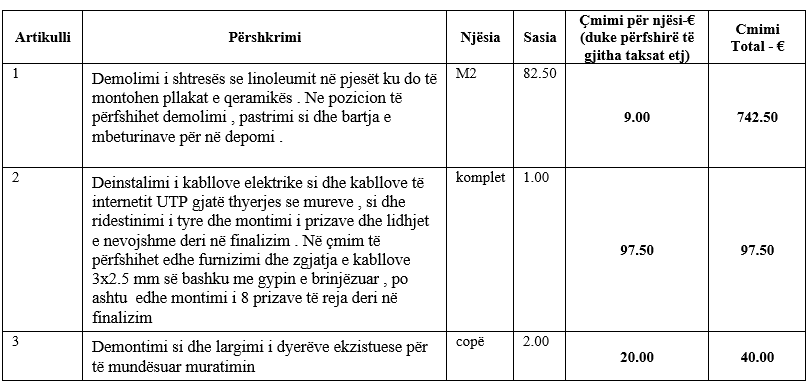 Artikulli Përshkrimi Njësia Sasia Çmimi për njësi-€ (duke përfshirë të gjitha taksat etj) Cmimi Total - €
1 Demolimi i shtresës se linoleumit në pjesët ku do të M2 82.50
montohen pllakat e qeramikës . Ne pozicion të
përfshihet demolimi , pastrimi si dhe bartja e 9.00 742.50
mbeturinave për në depomi .
2 Deinstalimi i kabllove elektrike si dhe kabllove të komplet 1.00
internetit UTP gjatë thyerjes se mureve , si dhe
ridestinimi i tyre dhe montimi i prizave dhe lidhjet
e nevojshme deri në finalizim . Në çmim të
përfshihet edhe furnizimi dhe zgjatja e kabllove 97.50 97.50
3x2.5 mm së bashku me gypin e brinjëzuar , po
ashtu edhe montimi i 8 prizave të reja deri në
finalizim
3 Demontimi si dhe largimi i dyerëve ekzistuese për copë 2.00
të mundësuar muratimin 20.00 40.00